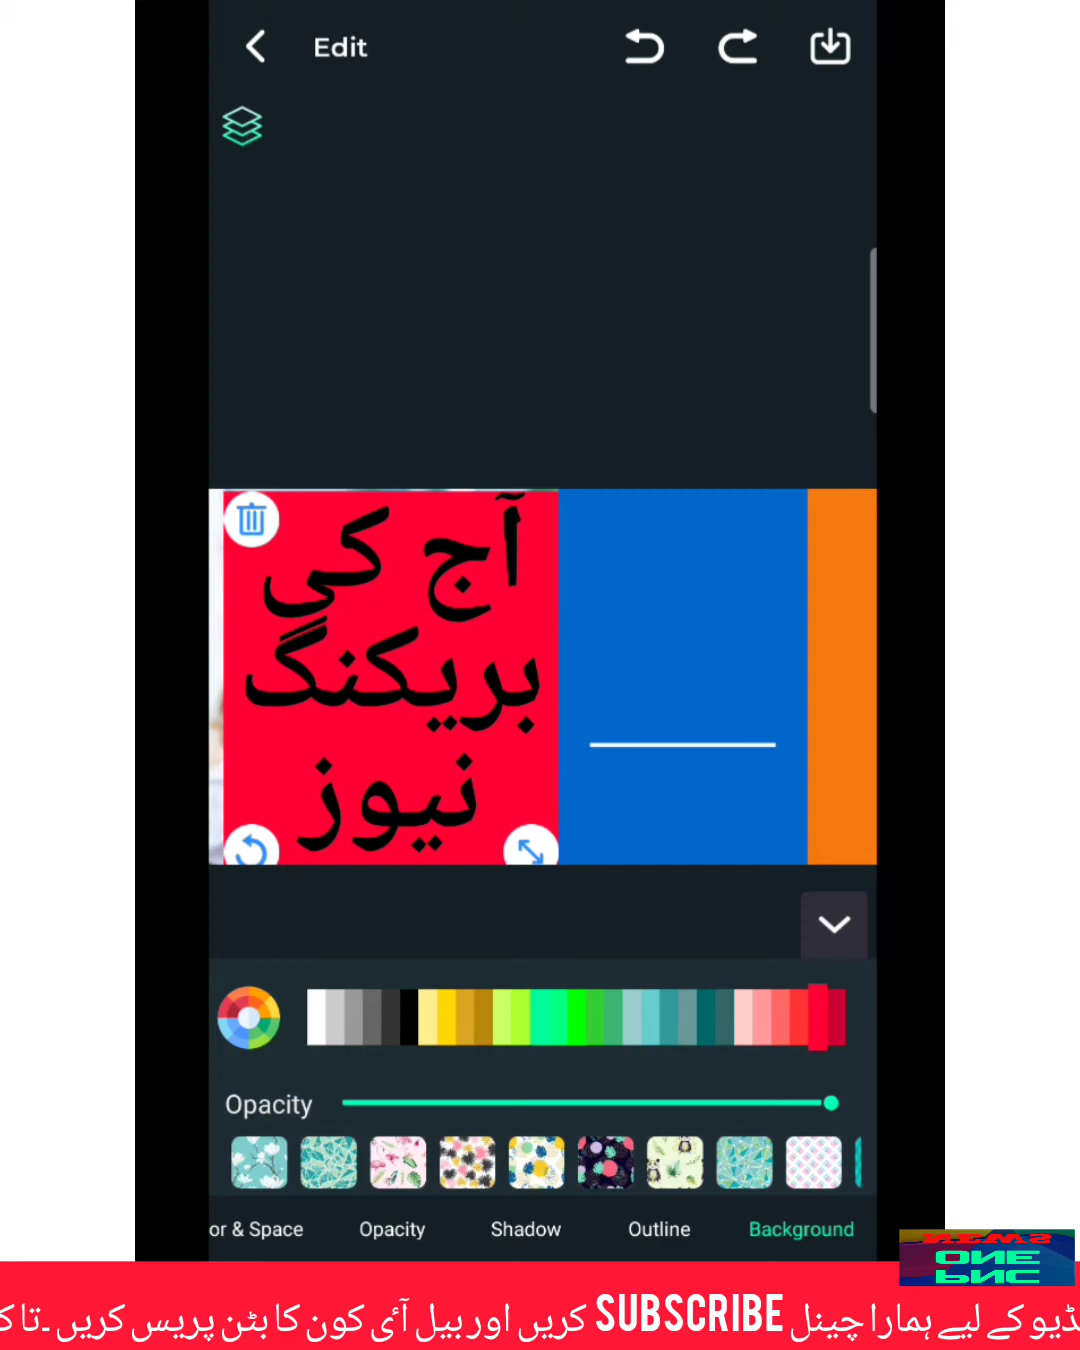 Edit
آج کی
بریکنگ
نیوز
Opacity
or & Space
Opacity
Shadow
Outline
Background
ONE
ڈیو کے لیے ہمارا چینل SUBSCRIBE کریں اور بیل آئی کون کا بٹن پریس کریں ۔تا ک